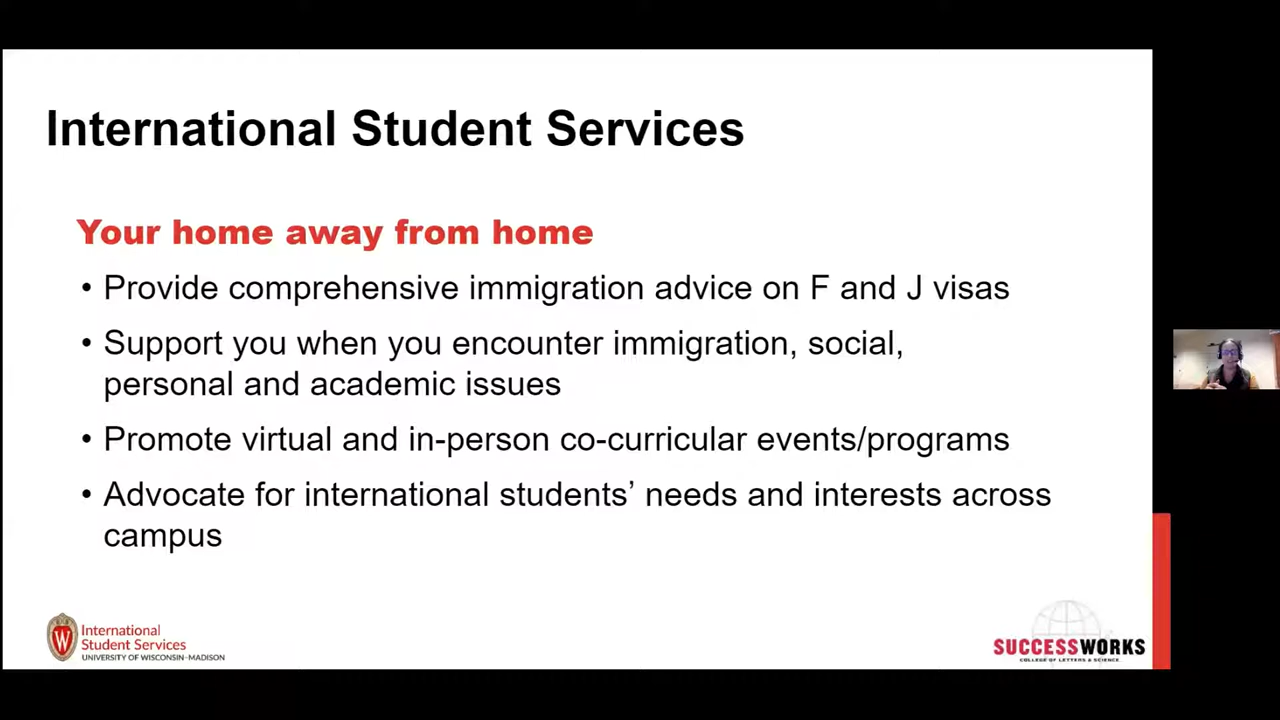 International Student Services
Your home away from home
• Provide comprehensive immigration advice on F and J visas
• Support you when you encounter immigration, social,
personal and academic issues
• Promote virtual and in-person co-curricular events/programs
• Advocate for international students’ needs and interests across
campus
W
International
Student Services
UNIVERSITY OF WISCONSIN-MADISON
SUCCESSWORKS
COLLEGE OF LETTERS & SCIENCE